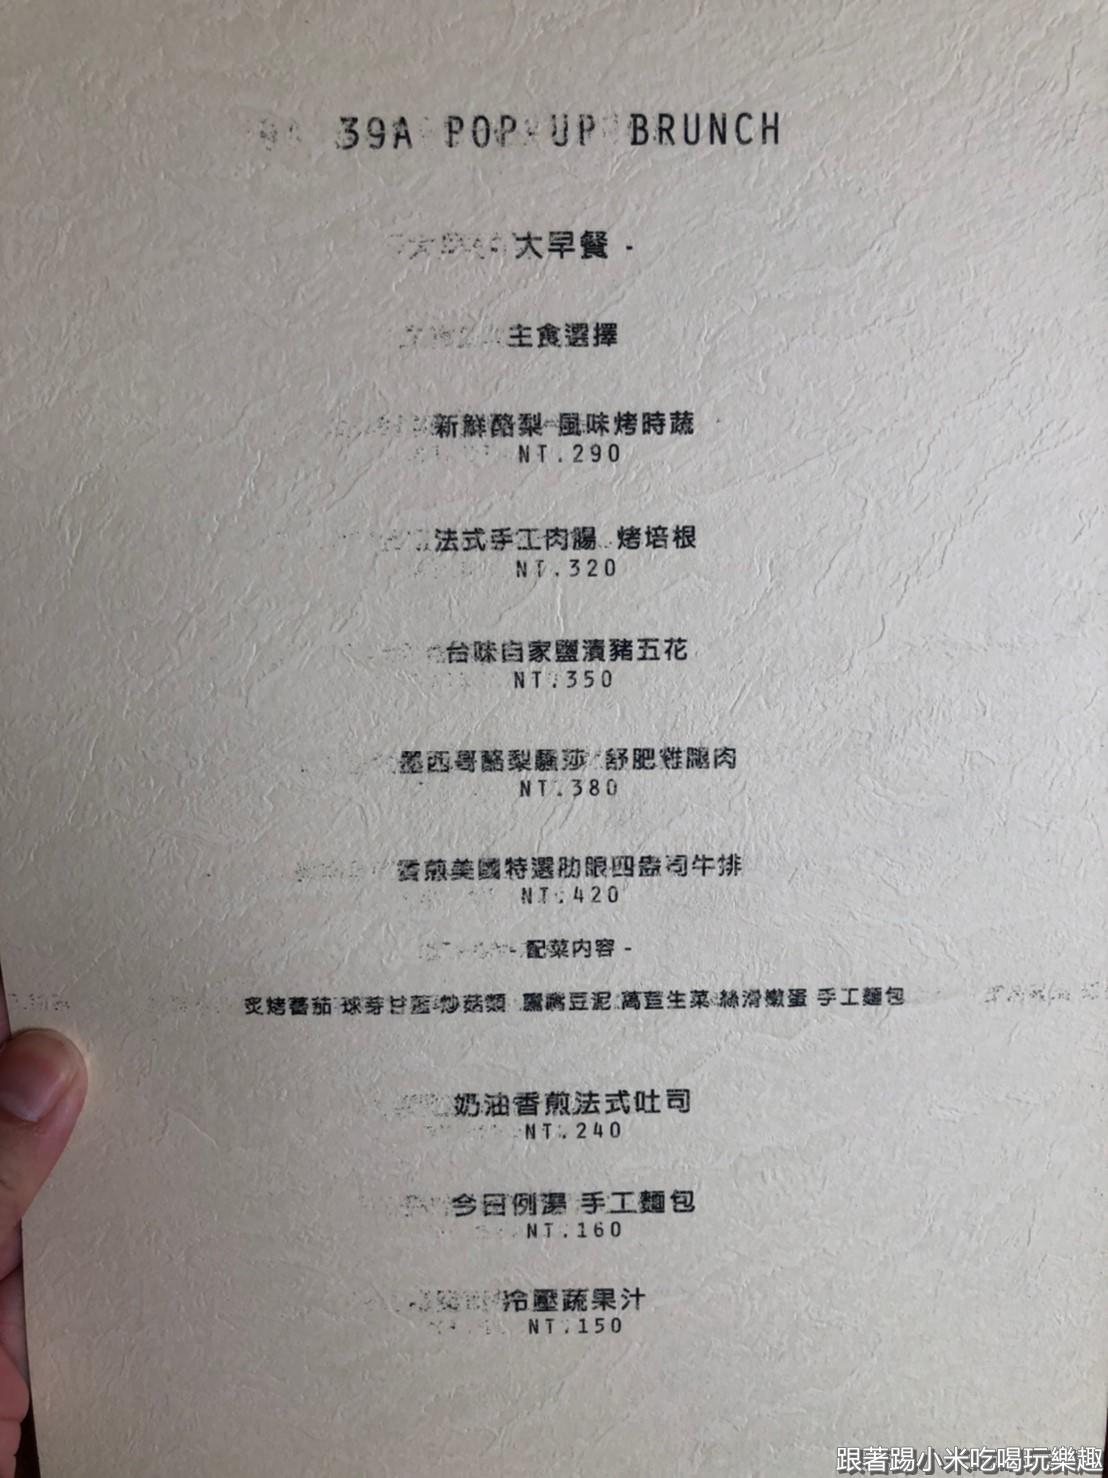 39A POP-UP BRUNCH
大早餐 -
主食選擇
新鮮酪梨 風味烤時蔬
NT.290
法式手工肉腸 烤培根
NT.320
台味自家鹽漬豬五花
NT.350
墨西哥酪梨騷莎 舒肥雞腿肉
NT.380
香煎美國特選肋眼四盎司牛排
NT.420
- 配菜內容 -
炙烤蕃茄 球芽甘藍 炒菇類 鷹嘴豆泥 萵苣生菜 絲滑嫩蛋 手工麵包
奶油香煎法式吐司
NT.240
今日例湯 手工麵包
NT.160
冷壓蔬果汁
NT.150
跟著踢小米吃喝玩樂趣